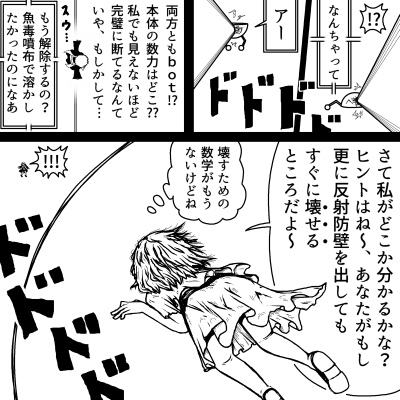 !?
なんちゃって
アー
ドドドド
両方ともbot!?
本体の数力はどこ??
私でも見えないほど
完璧に断てるなんて
いや、もしかして…
スゥ…
もう解除するの?
魚毒噴布で溶かし
たかったのになあ
さて私がどこか分かるかな?
ヒントはね〜、あなたがもし
更に反射防壁を出しても
すぐに壊せる
ところだよ〜
壊すための
数学がもう
ないけどね
!!!
ドドドド